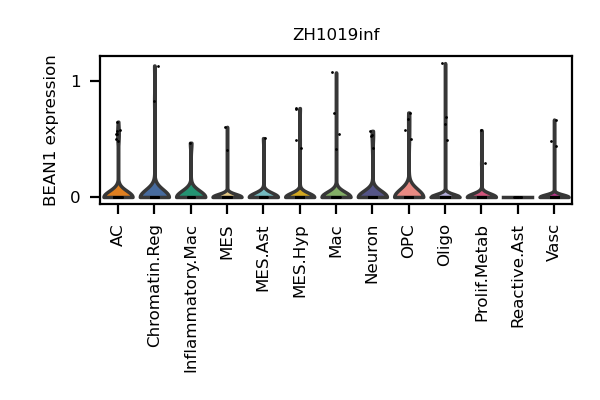 ZH1019inf
BEAN1 expression
1
0
AC
Chromatin.Reg
Inflammatory.Mac
MES
MES.Ast
MES.Hyp
Mac
Neuron
OPC
Oligo
Prolif.Metab
Reactive.Ast
Vasc